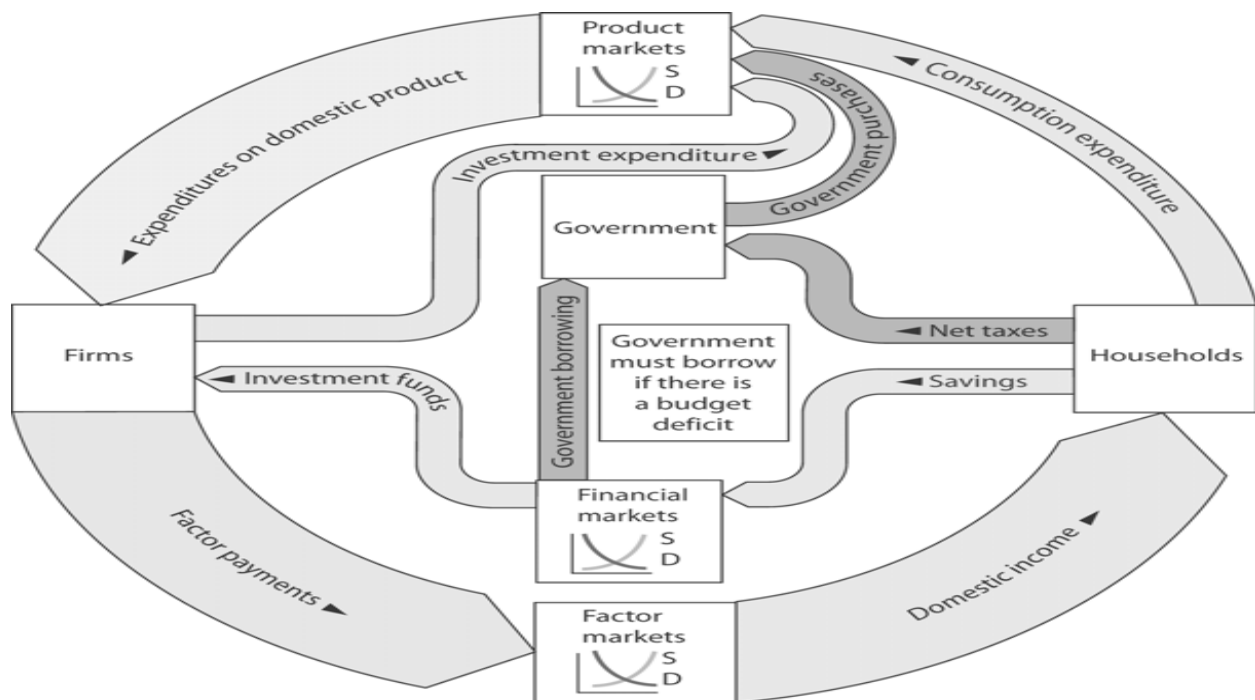 Product
markets
S
D
Expenditures on domestic product
Consumption expenditure
Government purchases
Investment expenditure
Government
Net taxes
Firms
Households
Government
must borrow
if there is
a budget
deficit
Government borrowing
Investment funds
Savings
Financial
markets
S
D
Factor payments
Domestic income
Factor
markets
S
D